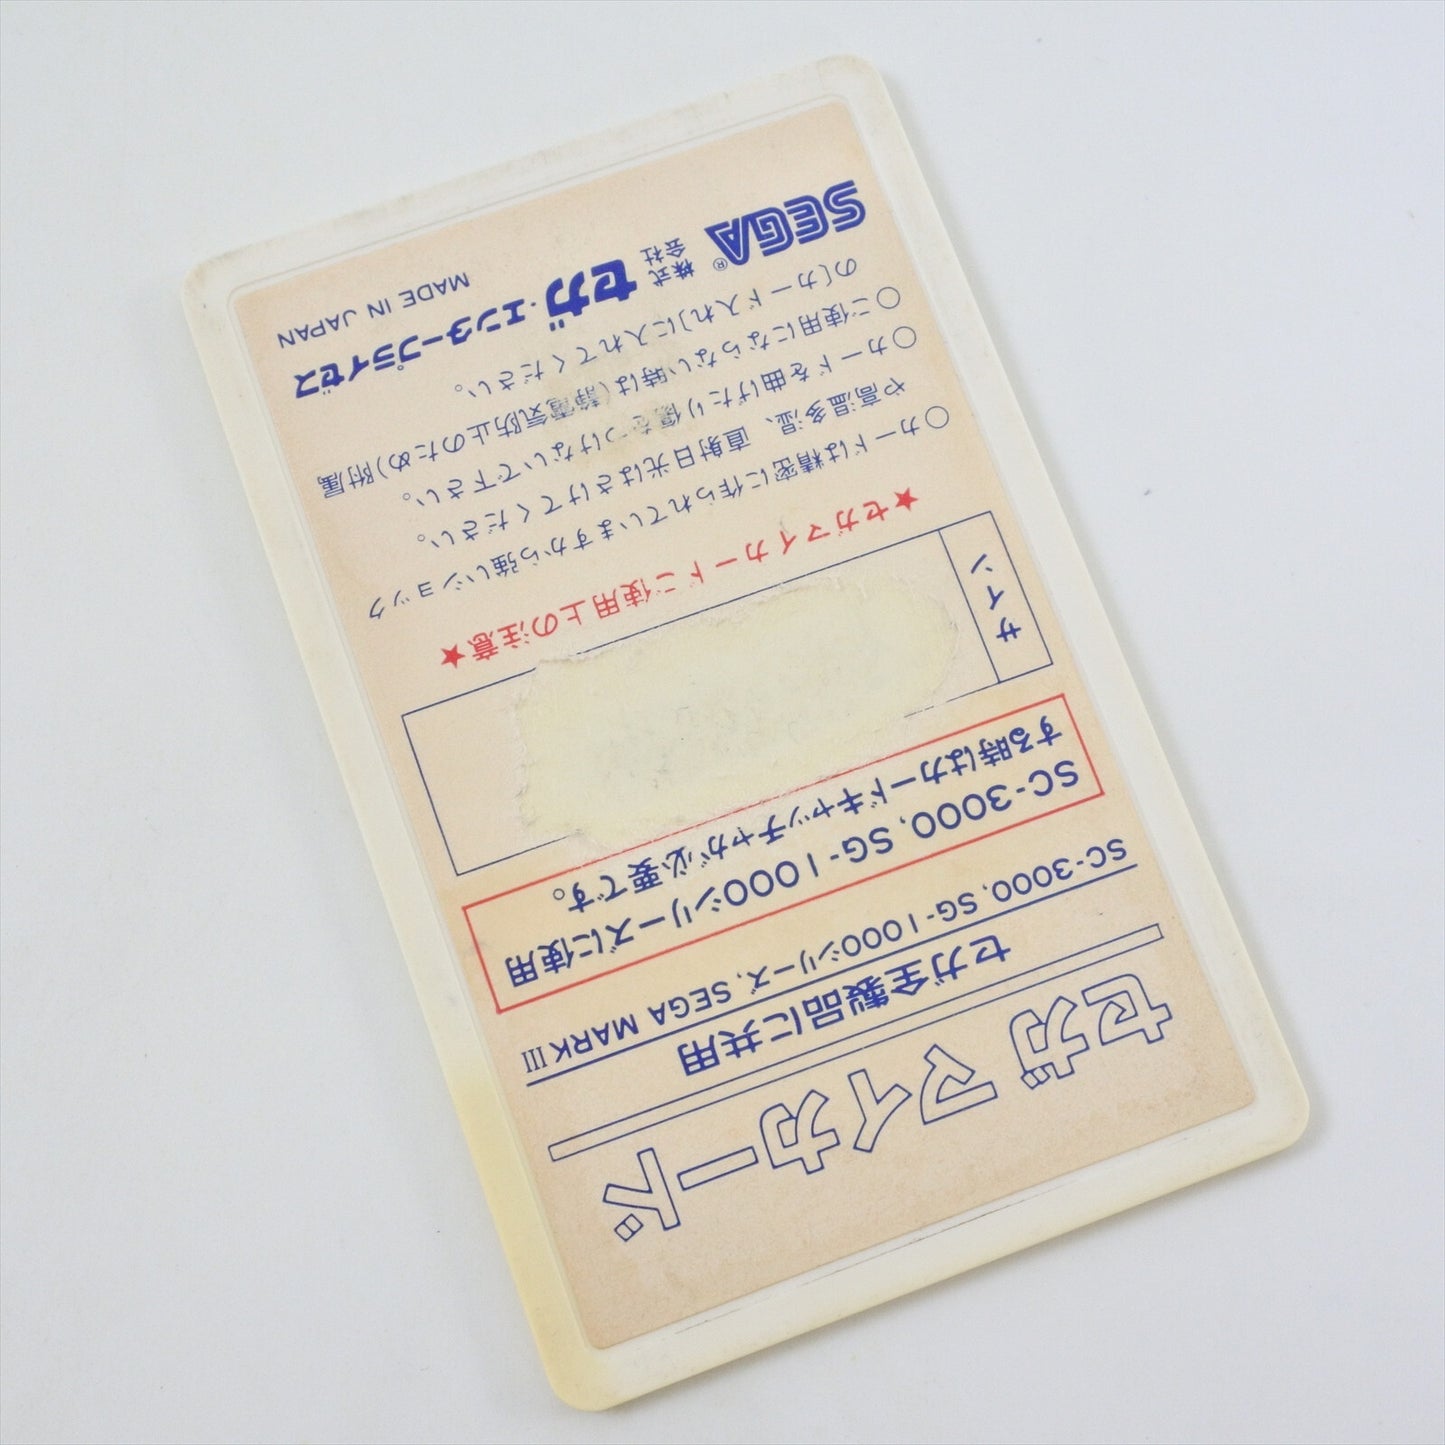 セガ マイカード
セガ全製品に共用
SC-3000, SG-1000シリーズ, SEGA MARK III
SC-3000, SG-1000シリーズに使用
する時はカードキャッチャが必要です。
サイン
★セガマイカードご使用上の注意★
○カードは精密に作られていますから強いショック
や高温多湿、直射日光はさけてください。
○カードを曲げたり傷をつけないで下さい。
○ご使用にならない時は(静電気防止のため)附属
の〔カード入れ〕に入れてください。
SEGA® 株式会社 セガ・エンタープライゼス
MADE IN JAPAN